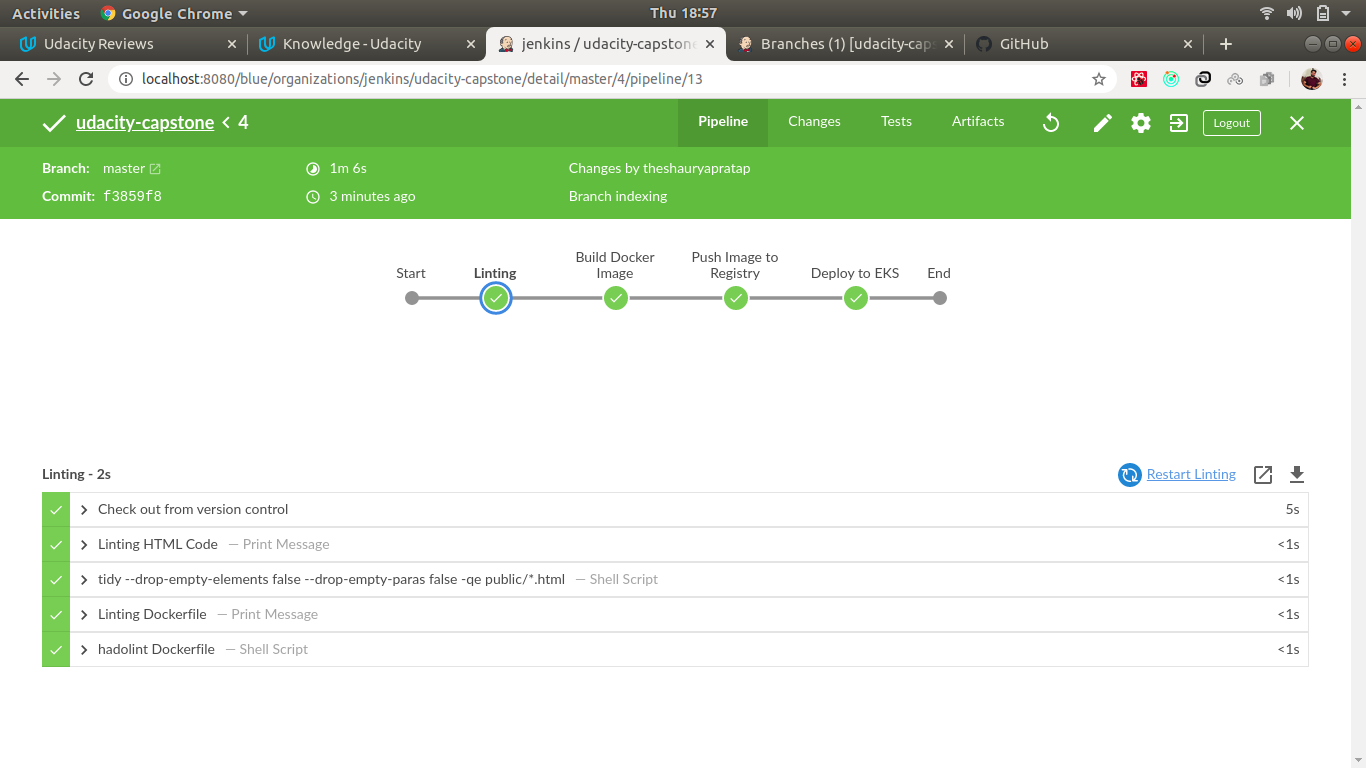 Activities Google Chrome Thu 18:57
Udacity Reviews Knowledge - Udacity jenkins / udacity-capstone Branches (1) [udacity-cap GitHub
localhost:8080/blue/organizations/jenkins/udacity-capstone/detail/master/4/pipeline/13
udacity-capstone < 4 Pipeline Changes Tests Artifacts Logout
Branch: master 1m 6s Changes by theshauryapratap
Commit: f3859f8 3 minutes ago Branch indexing
Build Docker Push Image to
Start Linting Image Registry Deploy to EKS End
Linting - 2s Restart Linting
Check out from version control 5s
Linting HTML Code — Print Message <1s
tidy --drop-empty-elements false --drop-empty-paras false -qe public/*.html — Shell Script <1s
Linting Dockerfile — Print Message <1s
hadolint Dockerfile — Shell Script <1s